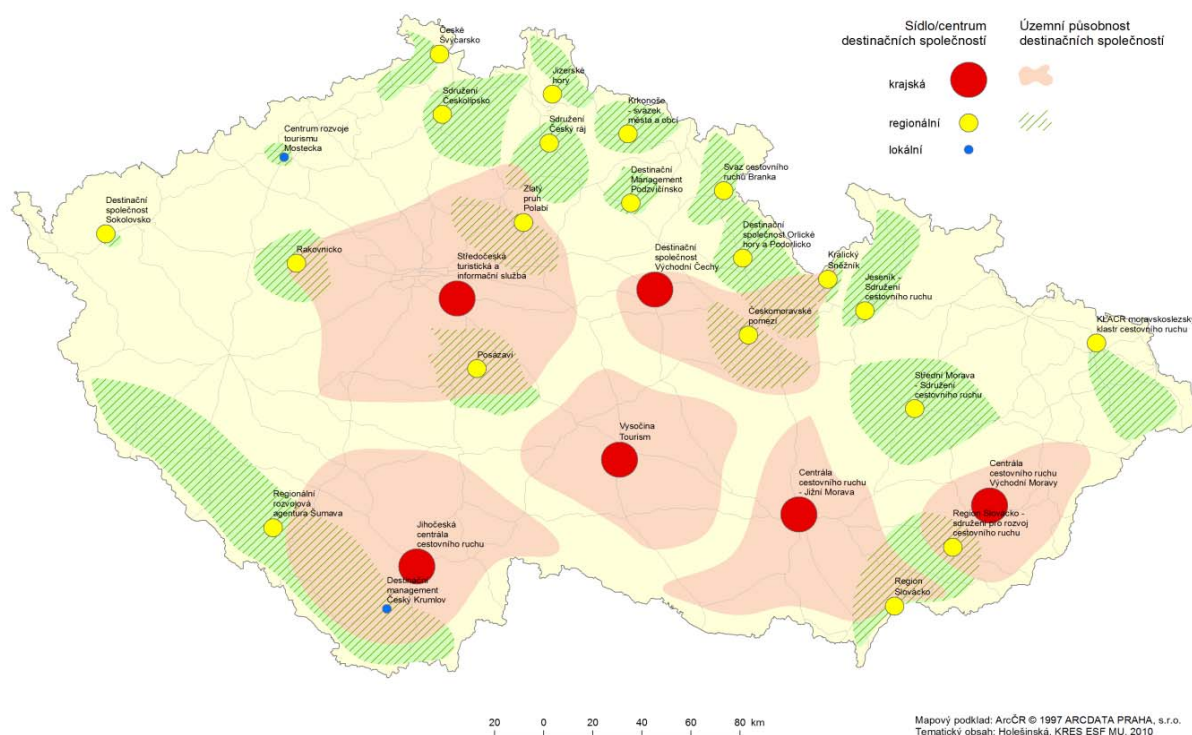 Sídlo/centrum
destinačních společností
Územní působnost
destinačních společností
krajská
regionální
lokální
České
Švýcarsko
Jizerské
hory
Sdružení
Českolipsko
Krkonoše
- svazek
města a obcí
Sdružení
Český ráj
Centrum rozvoje
tourismu
Mostecka
Destinační
Management
Podzvičínsko
Svaz cestovního
ruchu Branka
Zlatý
pruh
Polabí
Destinační
společnost
Sokolovsko
Destinační
společnost Orlické
hory a Podorlicko
Rakovnicko
Středočeská
turistická a
informační služba
Destinační
společnost
Východní Čechy
Kralický
Sněžník
Jeseník -
Sdružení
cestovního ruchu
Českomoravské
pomezí
KLACR moravskoslezský
klastr cestovního ruchu
Posázaví
Střední Morava
- Sdružení
cestovního ruchu
Vysočina
Tourism
Centrála
cestovního ruchu
- Jižní Morava
Centrála
cestovního ruchu
Východní Moravy
Regionální
rozvojová
agentura Šumava
Jihočeská
centrála
cestovního ruchu
Region Slovácko -
sdružení pro rozvoj
cestovního ruchu
Destinační
management
Český Krumlov
Region
Slovácko
20 0 20 40 60 80 km
Mapový podklad: ArcČR © 1997 ARCDATA PRAHA, s.r.o.
Tematický obsah: Holešinská, KRES ESF MU, 2010